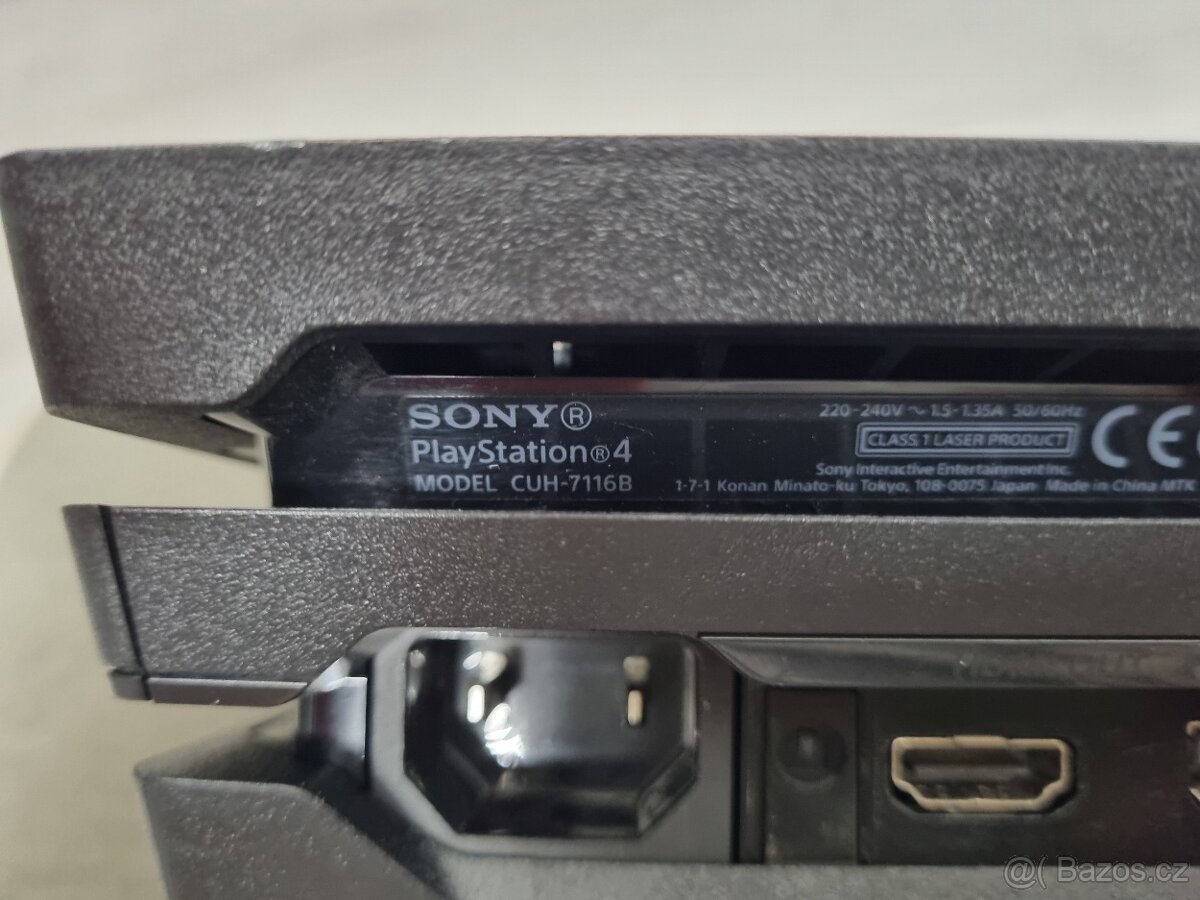 SONY®
PlayStation®4
MODEL CUH-7116B
220-240V ~ 1.5-1.35A 50/60Hz
CLASS 1 LASER PRODUCT
Sony Interactive Entertainment Inc.
1-7-1 Konan Minato-ku Tokyo, 108-0075 Japan Made in China MTK
CE
@( Bazos.cz